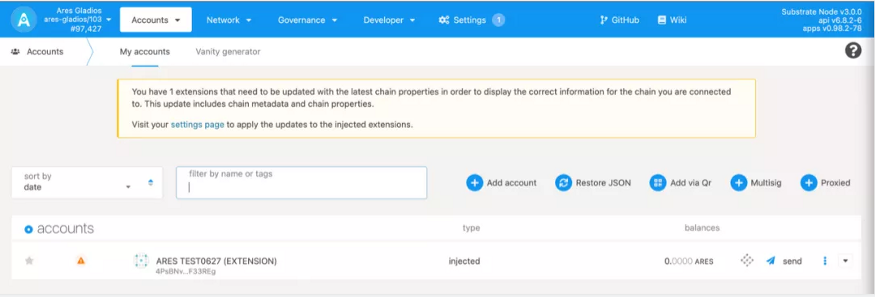 Ares Gladios
ares-gladios/103
#97,427
Accounts
Network
Governance
Developer
Settings 1
GitHub
Wiki
Substrate Node v3.0.0
api v6.8.2-6
apps v0.98.2-78
Accounts
My accounts
Vanity generator
?
You have 1 extensions that need to be updated with the latest chain properties in order to display the correct information for the chain you are connected
to. This update includes chain metadata and chain properties.
Visit your settings page to apply the updates to the injected extensions.
sort by
date
filter by name or tags
Add account
Restore JSON
Add via Qr
Multisig
Proxied
accounts
type
balances
ARES TEST0627 (EXTENSION)
4PsBNv...F33REg
injected
0.0000 ARES
send